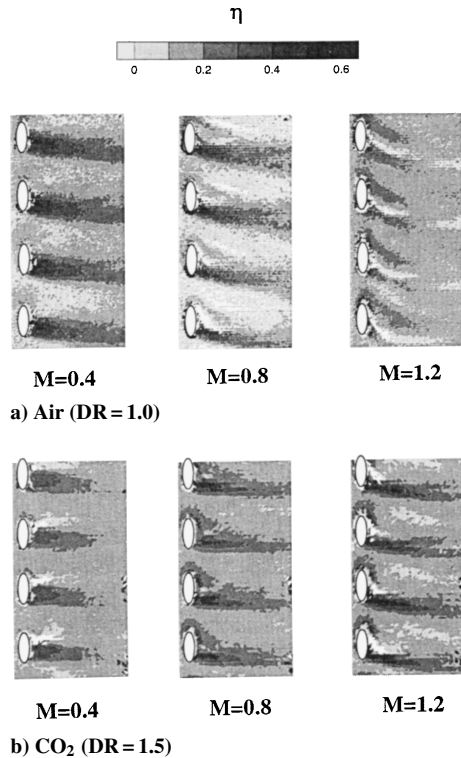 η
0 0.2 0.4 0.6
M=0.4 M=0.8 M=1.2
a) Air (DR = 1.0)
M=0.4 M=0.8 M=1.2
b) CO₂ (DR = 1.5)